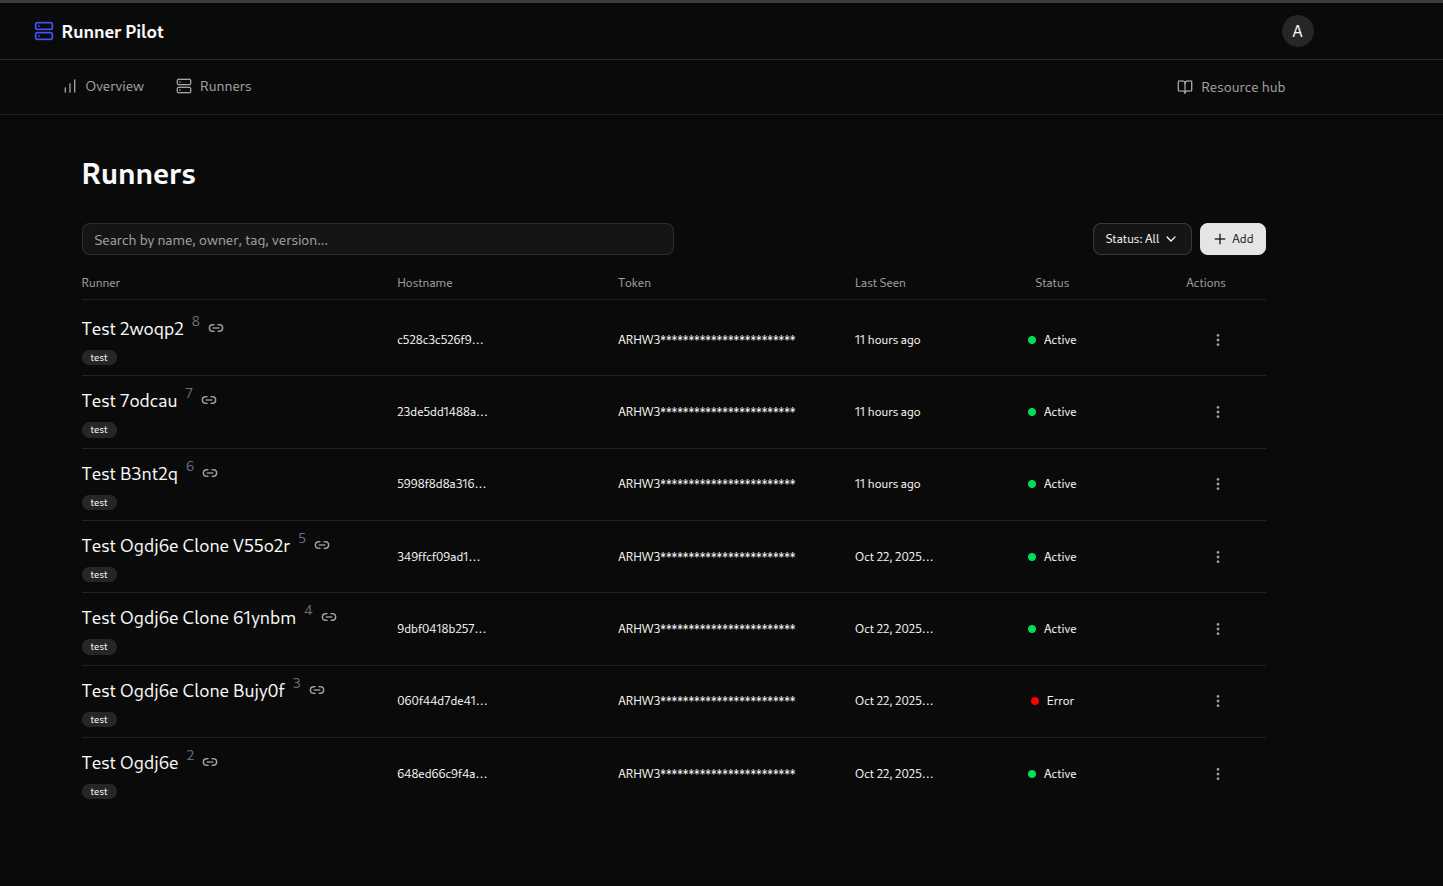 Runner Pilot
A
Overview Runners Resource hub
Runners
Search by name, owner, tag, version...
Status: All + Add
Runner Hostname Token Last Seen Status Actions
Test 2woqp2 8
test
c528c3c526f9... ARHW3************************* 11 hours ago Active
Test 7odcau 7
test
23de5dd1488a... ARHW3************************* 11 hours ago Active
Test B3nt2q 6
test
5998f8d8a316... ARHW3************************* 11 hours ago Active
Test Ogdj6e Clone V55o2r 5
test
349ffcf09ad1... ARHW3************************* Oct 22, 2025... Active
Test Ogdj6e Clone 61ynbm 4
test
9dbf0418b257... ARHW3************************* Oct 22, 2025... Active
Test Ogdj6e Clone Bujy0f 3
test
060f44d7de41... ARHW3************************* Oct 22, 2025... Error
Test Ogdj6e 2
test
648ed66c9f4a... ARHW3************************* Oct 22, 2025... Active